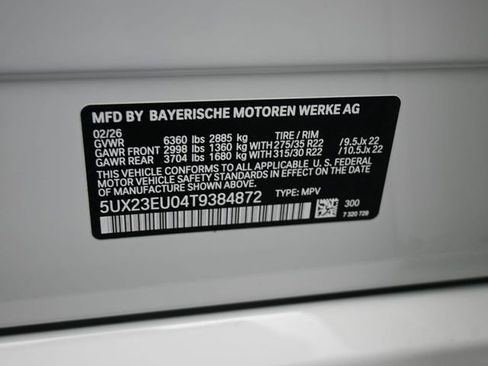 MFD BY BAYERISCHE MOTOREN WERKE AG
02/26
GVWR 6360 lbs 2885 kg TIRE / RIM
GAWR FRONT 2998 lbs 1360 kg WITH 275/35 R22 / 9.5Jx 22
GAWR REAR 3704 lbs 1680 kg WITH 315/30 R22 / 10.5Jx 22
THIS VEHICLE CONFORMS TO ALL APPLICABLE U.S. FEDERAL
MOTOR VEHICLE SAFETY STANDARDS IN EFFECT ON THE DATE
OF MANUFACTURE SHOWN ABOVE.
5UX23EU04T9384872 TYPE: MPV
300
7 320 729